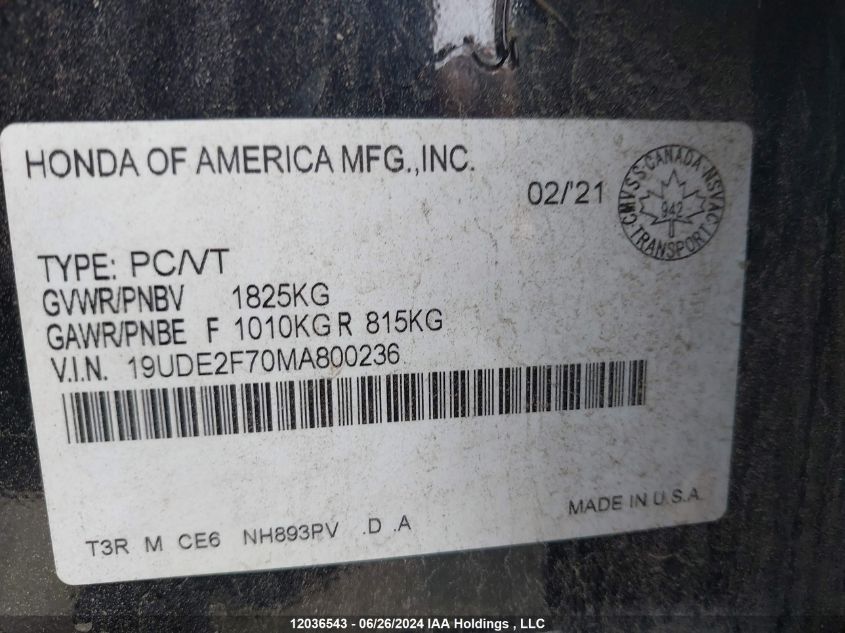 HONDA OF AMERICA MFG.,INC.
02/'21
CMVSS·CANADA·NSVAC
942
TRANSPORT
TYPE: PC/VT
GVWR/PNBV 1825KG
GAWR/PNBE F 1010KG R 815KG
V.I.N. 19UDE2F70MA800236
MADE IN U.S.A.
T3R M CE6 NH893PV .D .A
12036543 - 06/26/2024 IAA Holdings , LLC